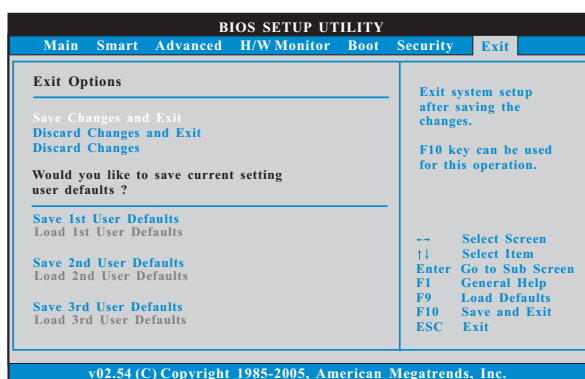 BIOS SETUP UTILITY
Main Smart Advanced H/W Monitor Boot Security Exit
Exit Options
Save Changes and Exit
Discard Changes and Exit
Discard Changes
Would you like to save current setting
user defaults ?
Save 1st User Defaults
Load 1st User Defaults
Save 2nd User Defaults
Load 2nd User Defaults
Save 3rd User Defaults
Load 3rd User Defaults
Exit system setup
after saving the
changes.
F10 key can be used
for this operation.
←→ Select Screen
↑↓ Select Item
Enter Go to Sub Screen
F1 General Help
F9 Load Defaults
F10 Save and Exit
ESC Exit
v02.54 (C) Copyright 1985-2005, American Megatrends, Inc.